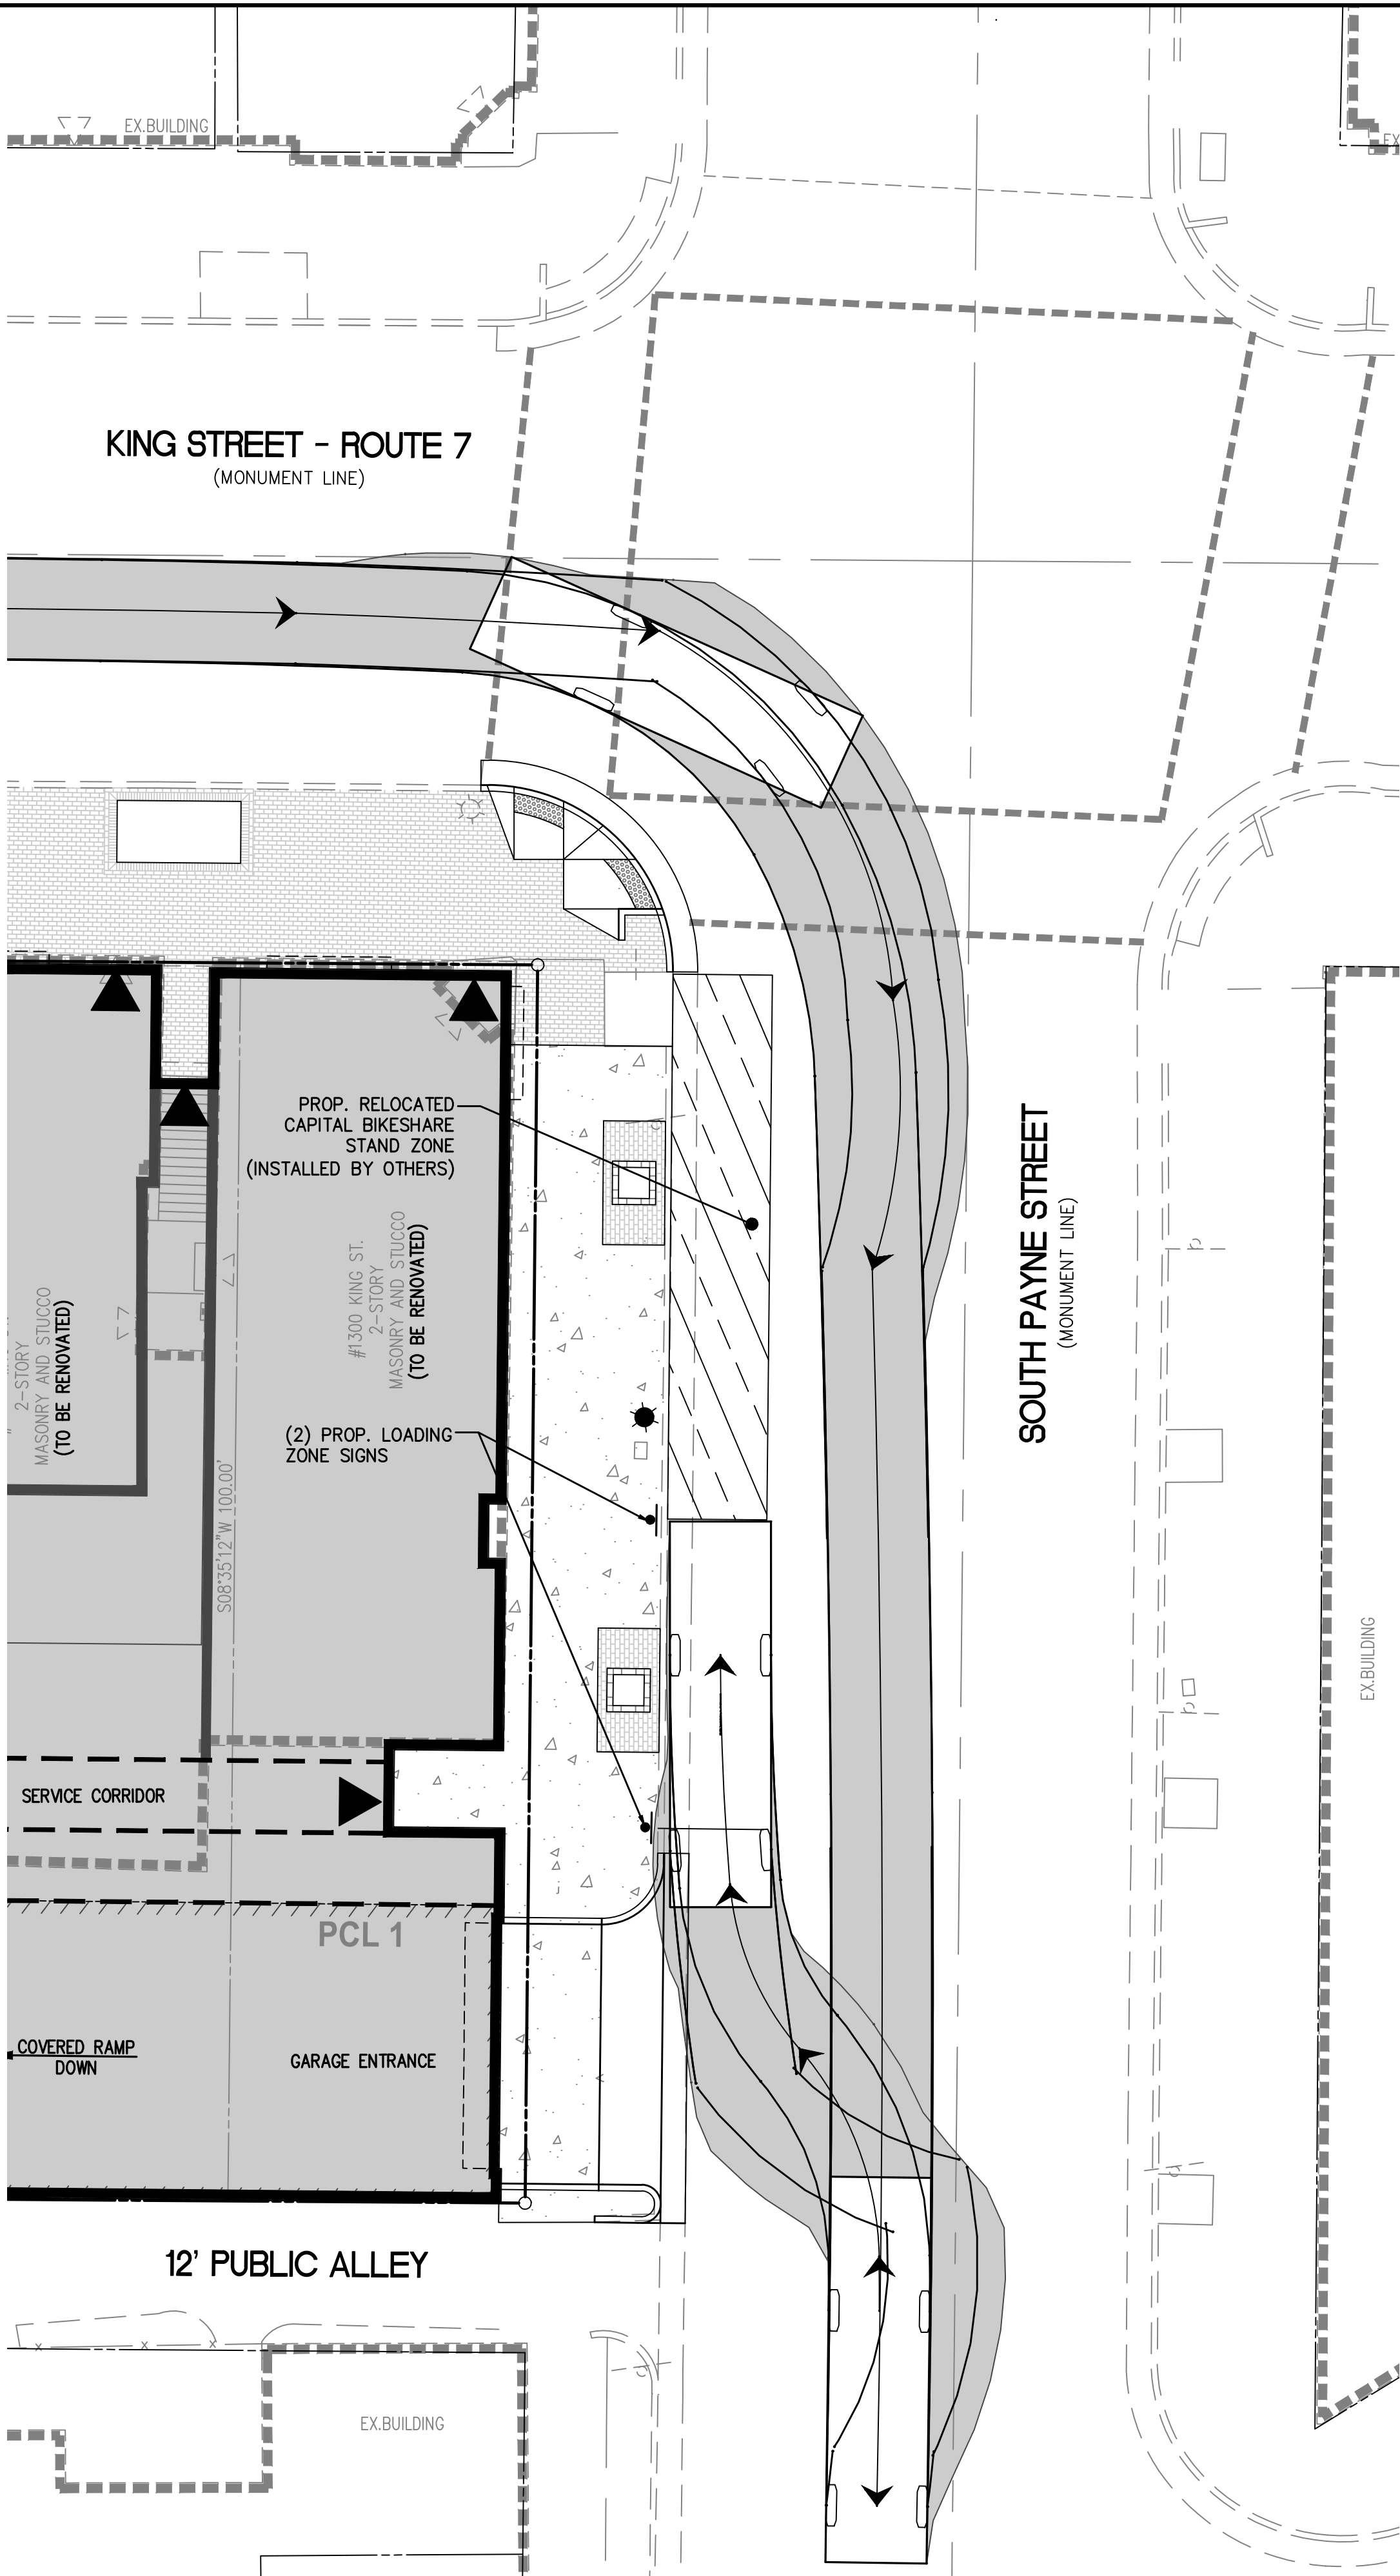 EX.BUILDING
EX
KING STREET - ROUTE 7
(MONUMENT LINE)
PROP. RELOCATED
CAPITAL BIKESHARE
STAND ZONE
(INSTALLED BY OTHERS)
#1300 KING ST.
2-STORY
MASONRY AND STUCCO
(TO BE RENOVATED)
2-STORY
MASONRY AND STUCCO
(TO BE RENOVATED)
SOUTH PAYNE STREET
(MONUMENT LINE)
(2) PROP. LOADING
ZONE SIGNS
S08°35'12"W 100.00'
EX.BUILDING
SERVICE CORRIDOR
PCL 1
COVERED RAMP
DOWN
GARAGE ENTRANCE
12' PUBLIC ALLEY
EX.BUILDING